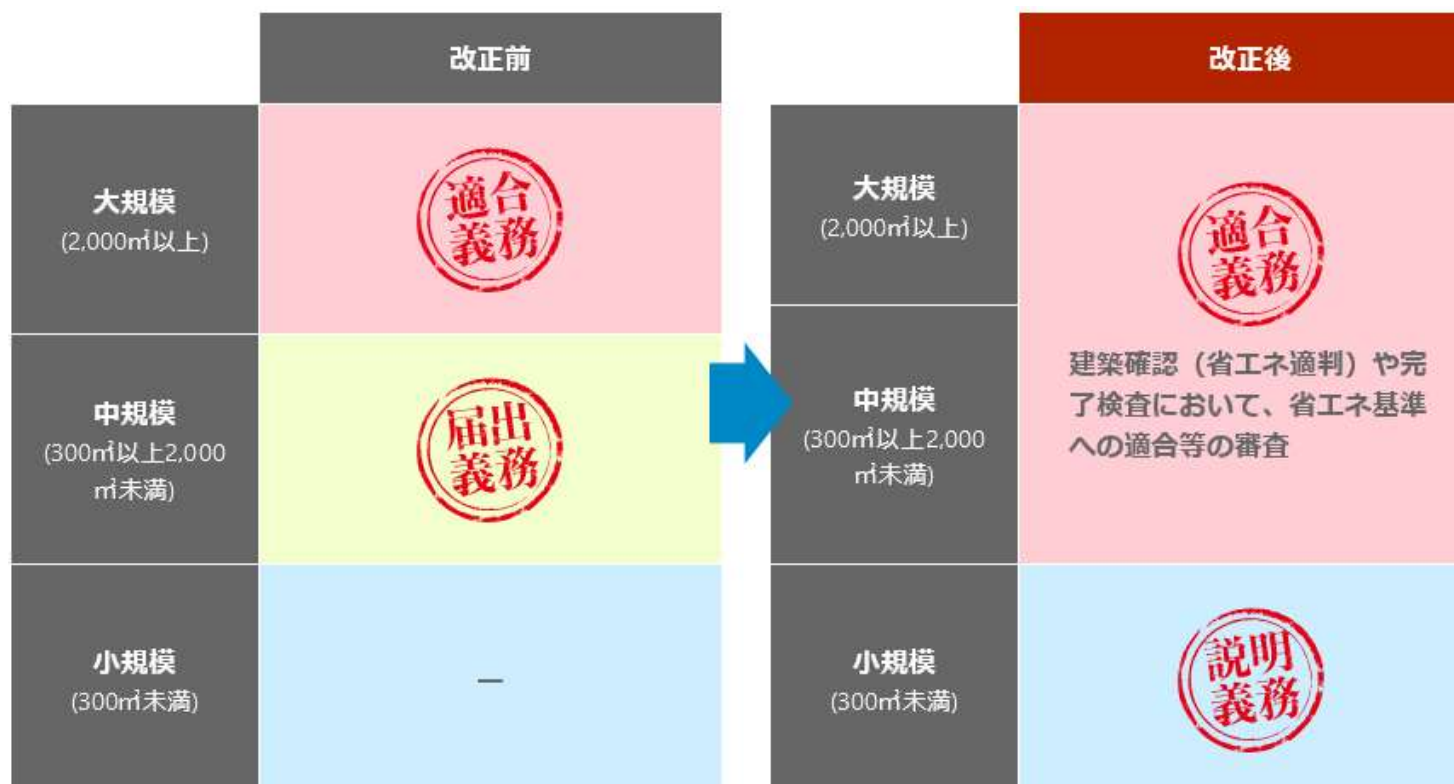 改正前
大規模
(2,000㎡以上)
適合
義務
中規模
(300㎡以上2,000
㎡未満)
届出
義務
小規模
(300㎡未満)
—
改正後
大規模
(2,000㎡以上)
中規模
(300㎡以上2,000
㎡未満)
適合
義務
建築確認（省エネ適判）や完
了検査において、省エネ基準
への適合等の審査
小規模
(300㎡未満)
説明
義務